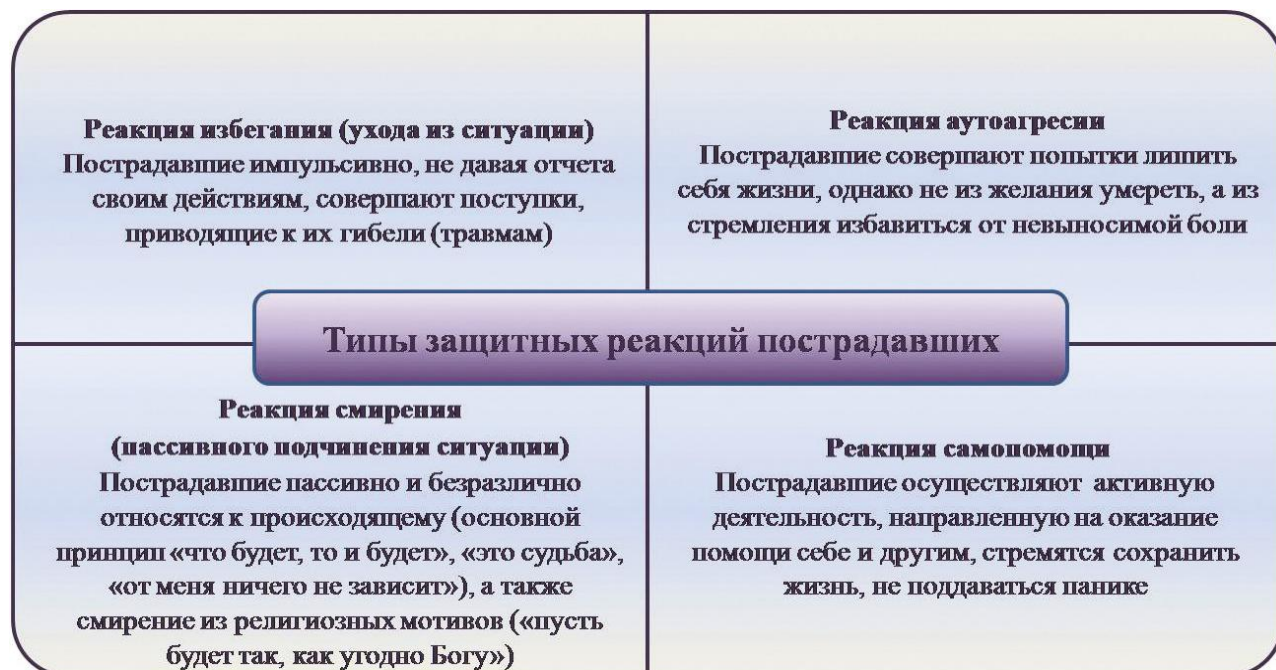 Реакция избегания (ухода из ситуации)
Пострадавшие импульсивно, не давая отчета
своим действиям, совершают поступки,
приводящие к их гибели (травмам)
Реакция аутоагресии
Пострадавшие совершают попытки лишить
себя жизни, однако не из желания умереть, а из
стремления избавиться от невыносимой боли
Типы защитных реакций пострадавших
Реакция смирения
(пассивного подчинения ситуации)
Пострадавшие пассивно и безразлично
относятся к происходящему (основной
принцип «что будет, то и будет», «это судьба»,
«от меня ничего не зависит»), а также
смирение из религиозных мотивов («пусть
будет так, как угодно Богу»)
Реакция самопомощи
Пострадавшие осуществляют активную
деятельность, направленную на оказание
помощи себе и другим, стремятся сохранить
жизнь, не поддаваться панике